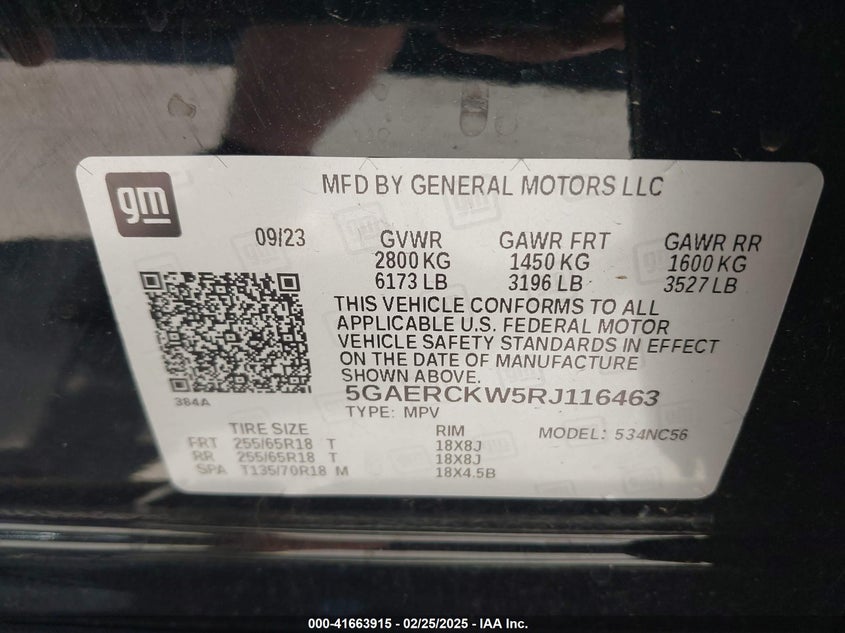 gm
MFD BY GENERAL MOTORS LLC
09/23
GVWR
2800 KG
6173 LB
GAWR FRT
1450 KG
3196 LB
GAWR RR
1600 KG
3527 LB
THIS VEHICLE CONFORMS TO ALL
APPLICABLE U.S. FEDERAL MOTOR
VEHICLE SAFETY STANDARDS IN EFFECT
ON THE DATE OF MANUFACTURE
SHOWN ABOVE.
384A
5GAERCKW5RJ116463
TYPE: MPV
TIRE SIZE RIM MODEL: 534NC56
FRT 255/65R18 T 18X8J
RR 255/65R18 T 18X8J
SPA T135/70R18 M 18X4.5B
000-41663915 - 02/25/2025 - IAA Inc.